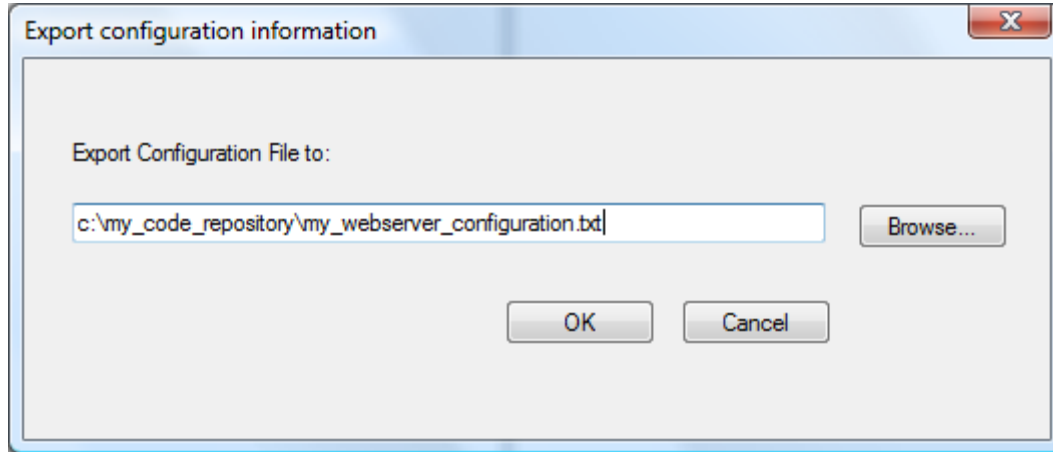 Export configuration information
Export Configuration File to:
c:\my_code_repository\my_webserver_configuration.txt
Browse...
OK
Cancel